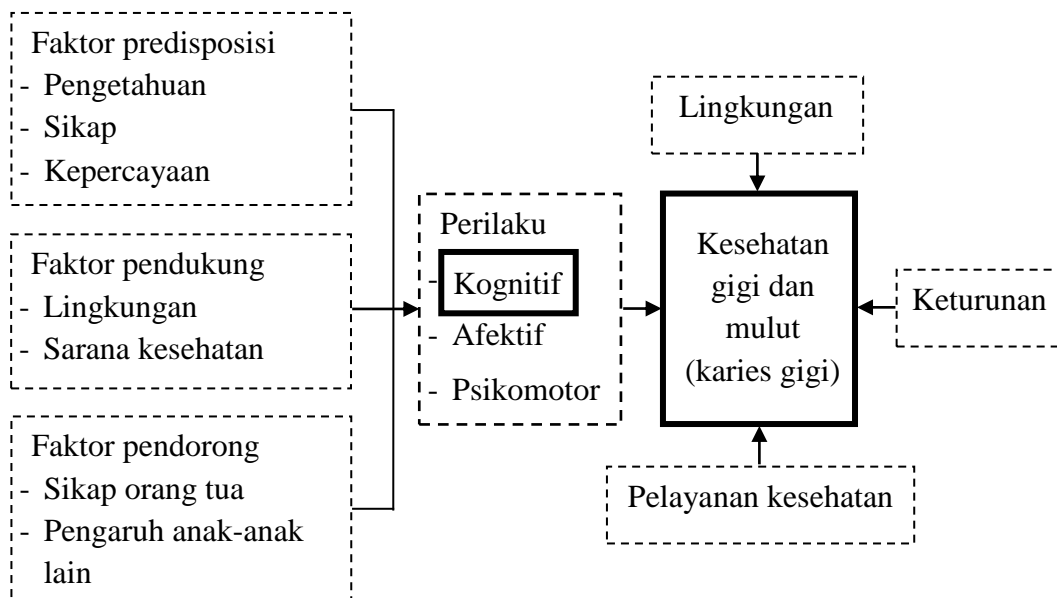 Faktor predisposisi
- Pengetahuan
- Sikap
- Kepercayaan
Faktor pendukung
- Lingkungan
- Sarana kesehatan
Faktor pendorong
- Sikap orang tua
- Pengaruh anak-anak
lain
Perilaku
- Kognitif
- Afektif
- Psikomotor
Lingkungan
Kesehatan
gigi dan
mulut
(karies gigi)
Keturunan
Pelayanan kesehatan